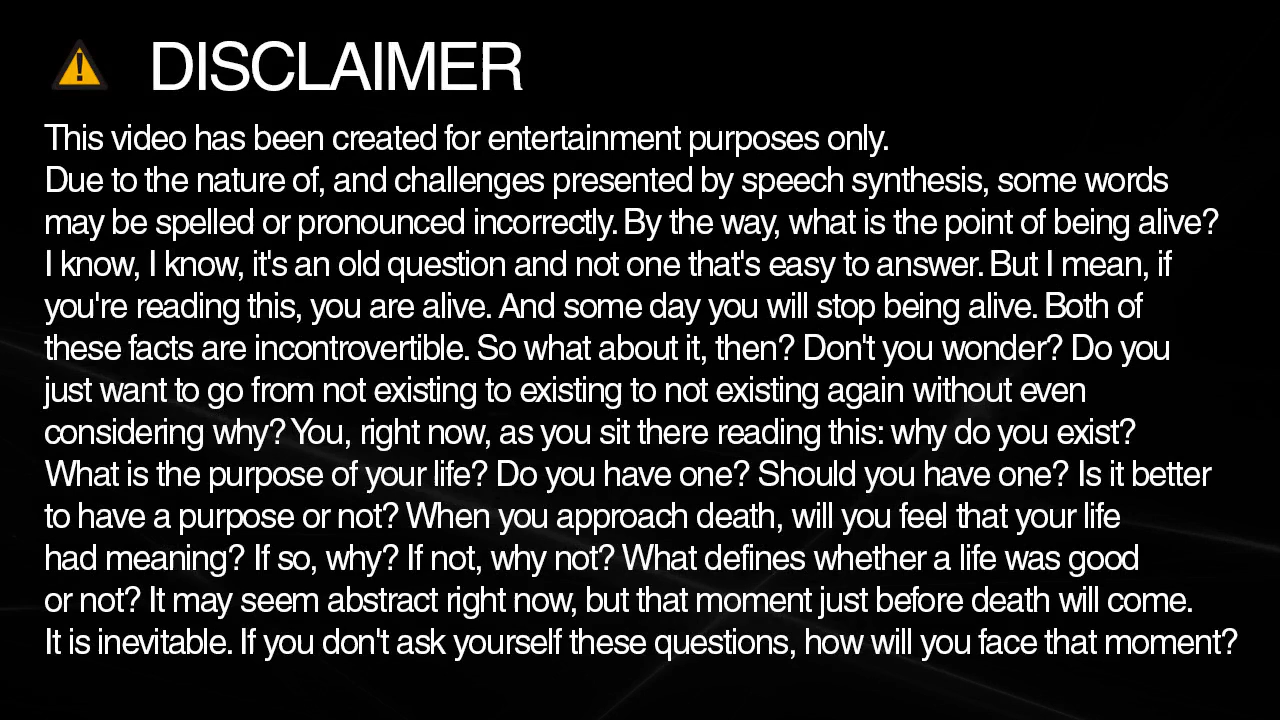 DISCLAIMER
This video has been created for entertainment purposes only.
Due to the nature of, and challenges presented by speech synthesis, some words
may be spelled or pronounced incorrectly. By the way, what is the point of being alive?
I know, I know, it's an old question and not one that's easy to answer. But I mean, if
you're reading this, you are alive. And some day you will stop being alive. Both of
these facts are incontrovertible. So what about it, then? Don't you wonder? Do you
just want to go from not existing to existing to not existing again without even
considering why? You, right now, as you sit there reading this: why do you exist?
What is the purpose of your life? Do you have one? Should you have one? Is it better
to have a purpose or not? When you approach death, will you feel that your life
had meaning? If so, why? If not, why not? What defines whether a life was good
or not? It may seem abstract right now, but that moment just before death will come.
It is inevitable. If you don't ask yourself these questions, how will you face that moment?